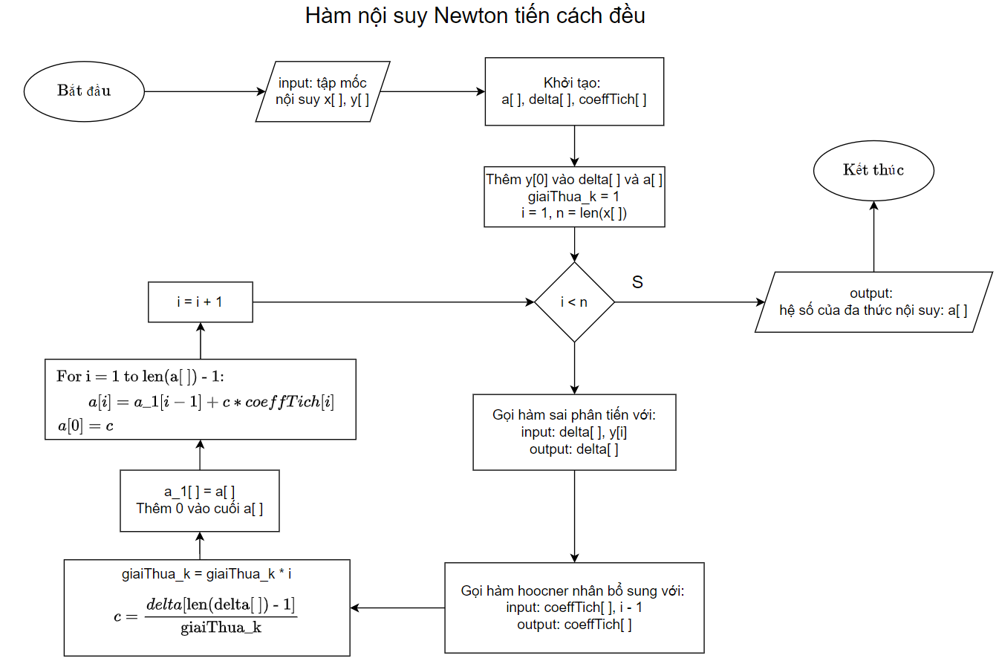 Hàm nội suy Newton tiến cách đều
Bắt đầu
input: tập mốc
nội suy x[ ], y[ ]
Khởi tạo:
a[ ], delta[ ], coeffTich[ ]
Thêm y[0] vào delta[ ] và a[ ]
giaiThua_k = 1
i = 1, n = len(x[ ])
i < n
S
output:
hệ số của đa thức nội suy: a[ ]
Kết thúc
Gọi hàm sai phân tiến với:
input: delta[ ], y[i]
output: delta[ ]
Gọi hàm hoocner nhân bổ sung với:
input: coeffTich[ ], i - 1
output: coeffTich[ ]
giaiThua_k = giaiThua_k * i
c = delta[len(delta[ ]) - 1]
giaiThua_k
a_1[ ] = a[ ]
Thêm 0 vào cuối a[ ]
For i = 1 to len(a[ ]) - 1:
a[i] = a_1[i − 1] + c ∗ coeffTich[i]
a[0] = c
i = i + 1